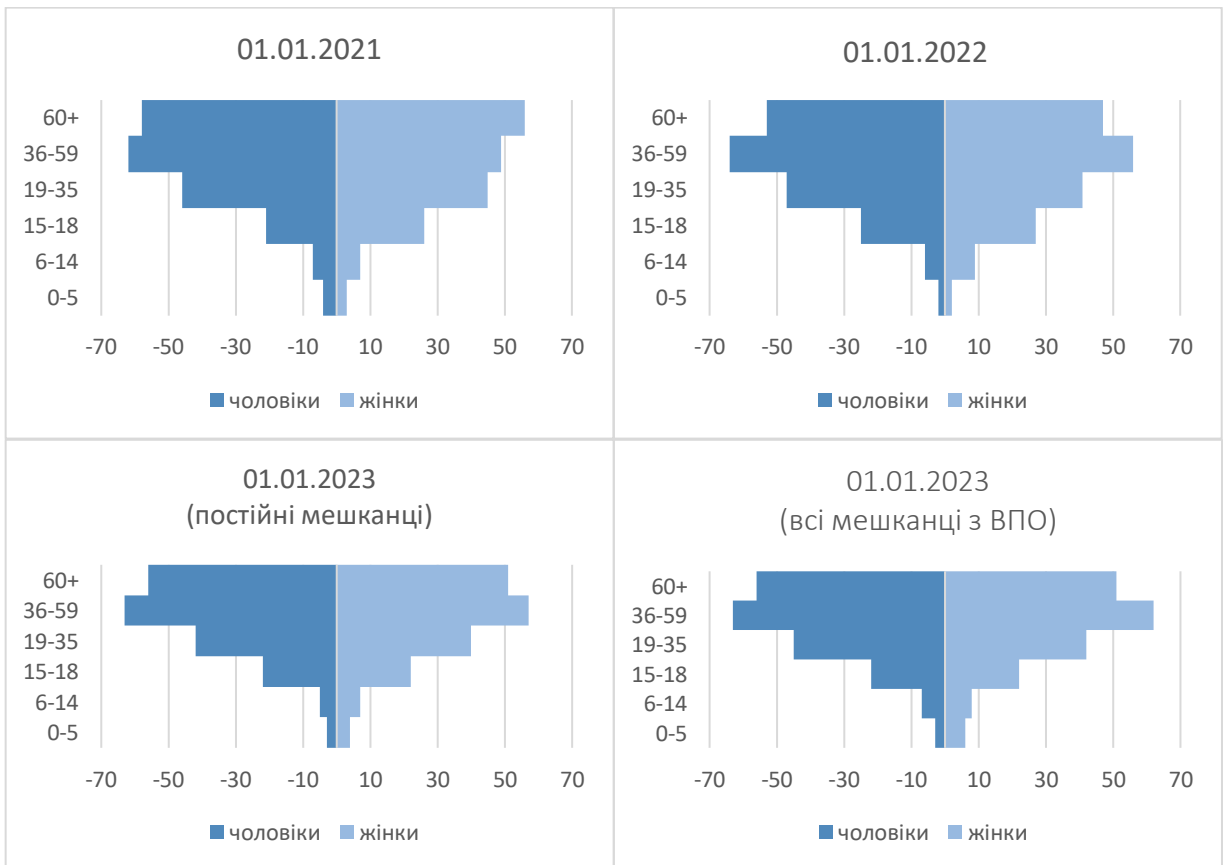 01.01.2021
60+
36-59
19-35
15-18
6-14
0-5
-70 -50 -30 -10 10 30 50 70
чоловіки жінки
01.01.2022
60+
36-59
19-35
15-18
6-14
0-5
-70 -50 -30 -10 10 30 50 70
чоловіки жінки
01.01.2023
(постійні мешканці)
60+
36-59
19-35
15-18
6-14
0-5
-70 -50 -30 -10 10 30 50 70
чоловіки жінки
01.01.2023
(всі мешканці з ВПО)
60+
36-59
19-35
15-18
6-14
0-5
-70 -50 -30 -10 10 30 50 70
чоловіки жінки